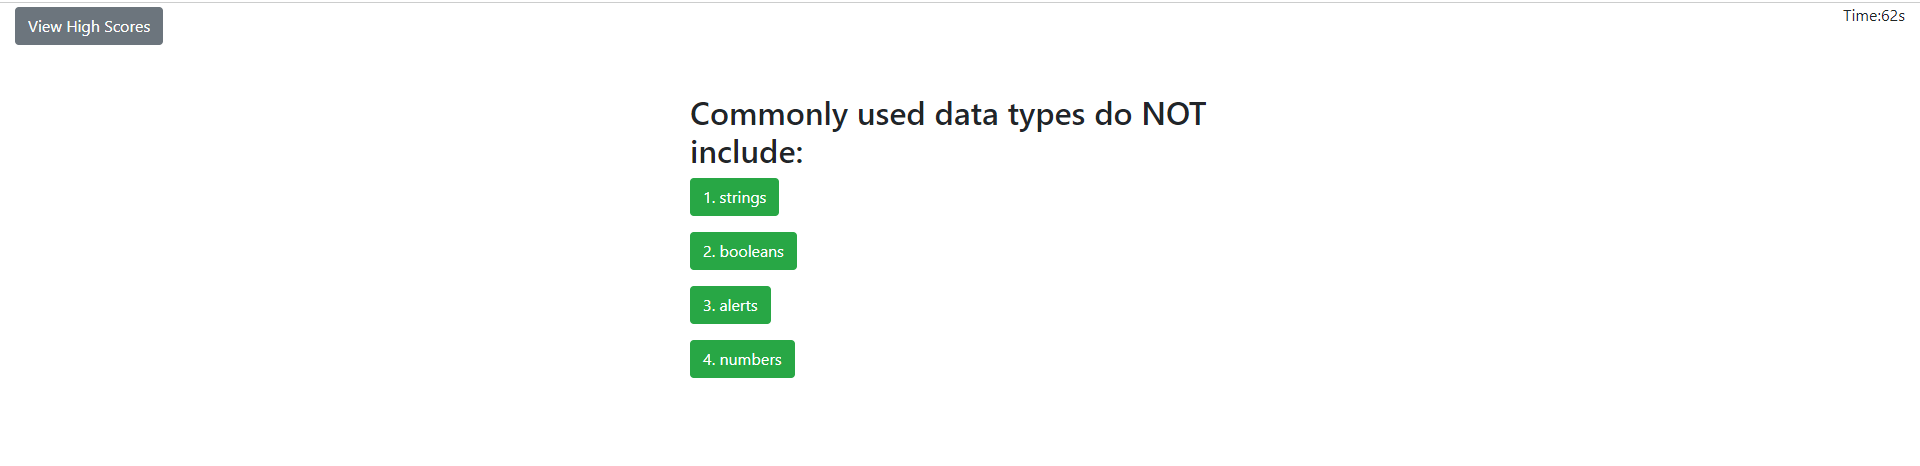 View High Scores
Time:62s
Commonly used data types do NOT
include:
1. strings
2. booleans
3. alerts
4. numbers